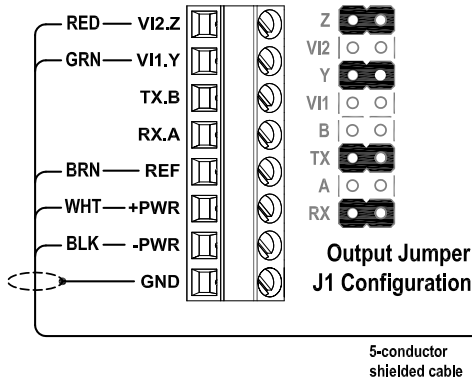 RED VI2.Z
GRN VI1.Y
TX.B
RX.A
BRN REF
WHT +PWR
BLK -PWR
GND
Z
VI2
Y
VI1
B
TX
A
RX
Output Jumper
J1 Configuration
5-conductor
shielded cable